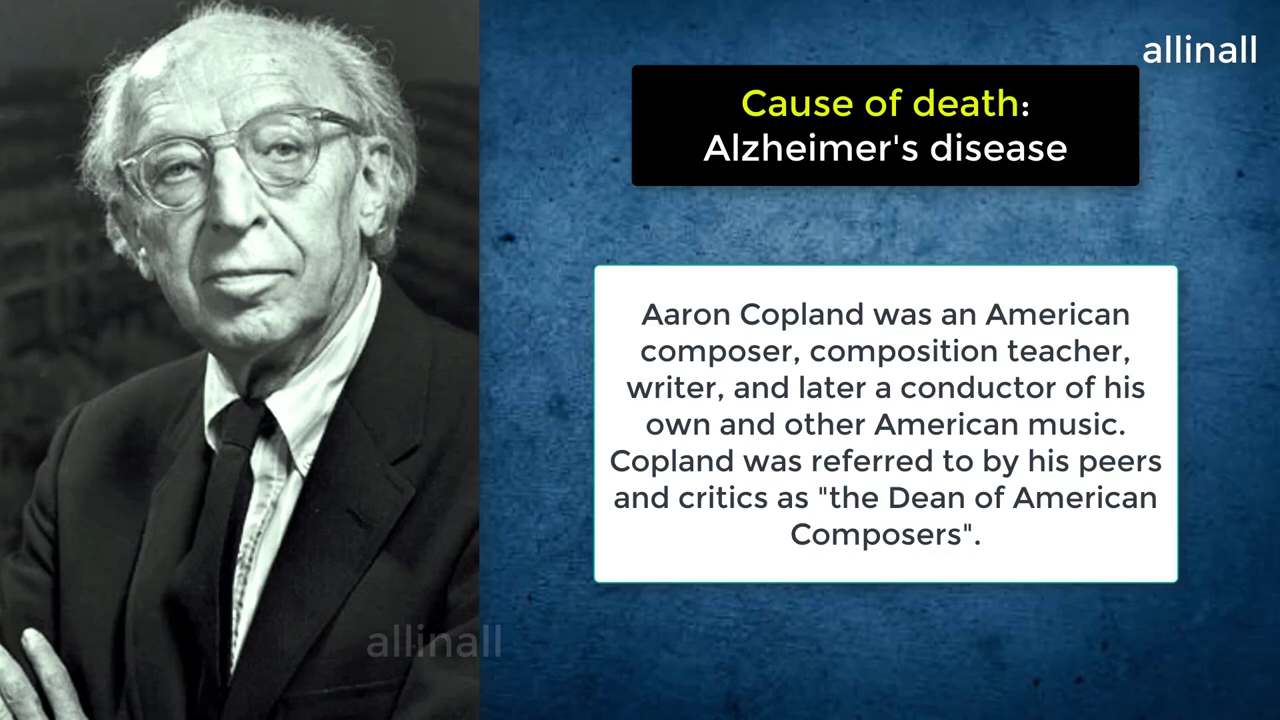 allinall
Cause of death:
Alzheimer's disease
Aaron Copland was an American
composer, composition teacher,
writer, and later a conductor of his
own and other American music.
Copland was referred to by his peers
and critics as "the Dean of American
Composers".
allinall